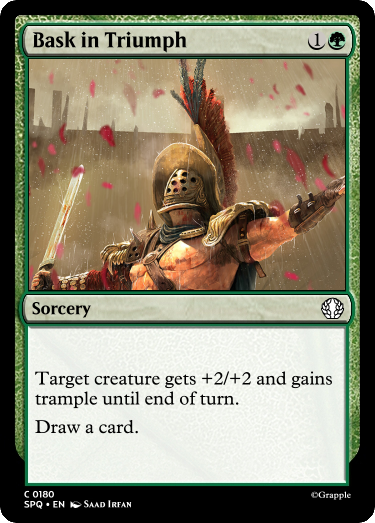 Bask in Triumph 1
Sorcery
Target creature gets +2/+2 and gains
trample until end of turn.
Draw a card.
C 0180
SPQ • EN Saad Irfan
©Grapple